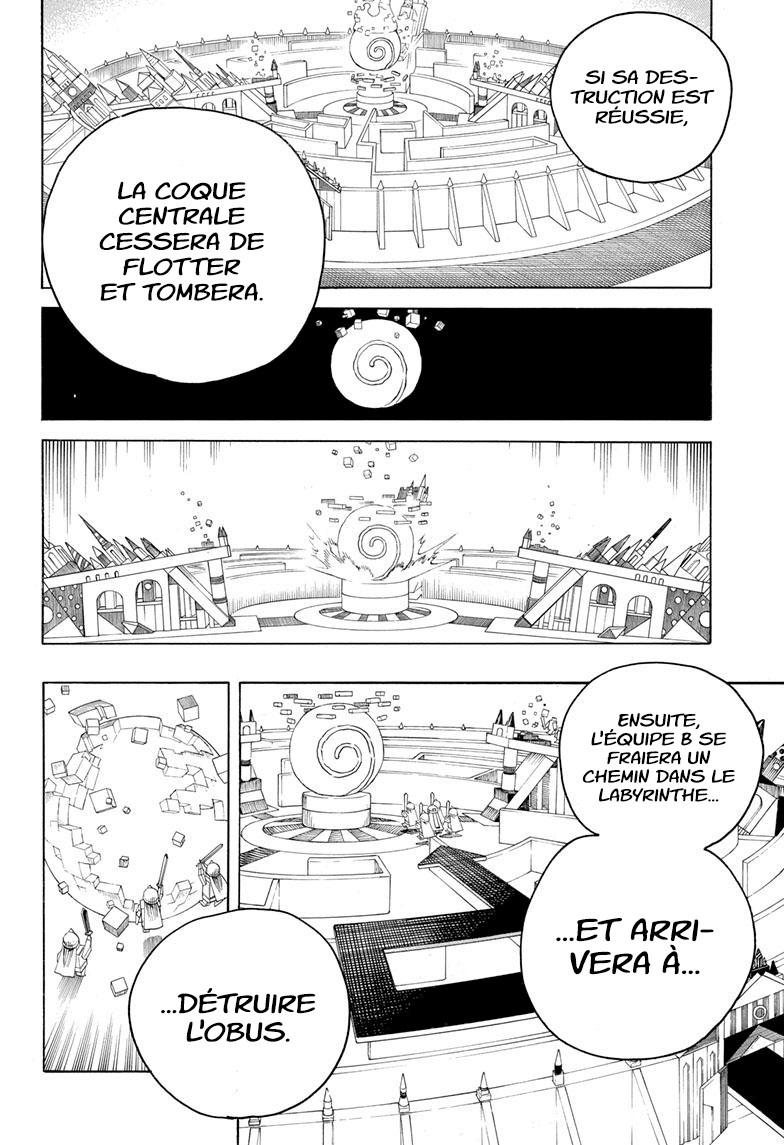 SI SA DES-
TRUCTION EST
RÉUSSIE,
LA COQUE
CENTRALE
CESSERA DE
FLOTTER
ET TOMBERA.
ENSUITE,
L'ÉQUIPE B SE
FRAIERA UN
CHEMIN DANS LE
LABYRINTHE...
...ET ARRI-
VERA À...
...DÉTRUIRE
L'OBUS.